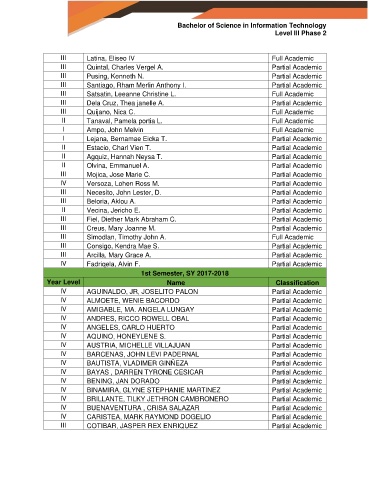 Bachelor of Science in Information Technology
Level III Phase 2
III Latina, Eliseo IV Full Academic
III Quintal, Charles Vergel A. Partial Academic
III Pusing, Kenneth N. Partial Academic
III Santiago, Rham Merlin Anthony I. Partial Academic
III Satsatin, Leeanne Christine L. Full Academic
III Dela Cruz, Thea janelle A. Partial Academic
III Quijano, Nica C. Full Academic
II Tanaval, Pamela portia L. Full Academic
I Ampo, John Melvin Full Academic
I Lejana, Bernamae Eicka T. Partial Academic
II Estacio, Charl Vien T. Partial Academic
II Agquiz, Hannah Neysa T. Partial Academic
II Olvina, Emmanuel A. Partial Academic
III Mojica, Jose Marie C. Partial Academic
IV Versoza, Lohen Ross M. Partial Academic
III Necesito, John Lester, D. Partial Academic
III Beloria, Aklou A. Partial Academic
II Vecina, Jericho E. Partial Academic
III Fiel, Diether Mark Abraham C. Partial Academic
III Creus, Mary Joanne M. Partial Academic
III Simodlan, Timothy John A. Full Academic
III Consigo, Kendra Mae S. Partial Academic
III Arcilla, Mary Grace A. Partial Academic
IV Fadrigela, Alvin F. Partial Academic
1st Semester, SY 2017-2018
Year Level Name Classification
IV AGUINALDO, JR, JOSELITO PALON Partial Academic
IV ALMOETE, WENIE BACORDO Partial Academic
IV AMIGABLE, MA. ANGELA LUNGAY Partial Academic
IV ANDRES, RICCO ROWELL OBAL Partial Academic
IV ANGELES, CARLO HUERTO Partial Academic
IV AQUINO, HONEYLENE S. Partial Academic
IV AUSTRIA, MICHELLE VILLAJUAN Partial Academic
IV BARCENAS, JOHN LEVI PADERNAL Partial Academic
IV BAUTISTA, VLADIMER GINÑEZA Partial Academic
IV BAYAS , DARREN TYRONE CESICAR Partial Academic
IV BENING, JAN DORADO Partial Academic
IV BINAMIRA, GLYNE STEPHANIE MARTINEZ Partial Academic
IV BRILLANTE, TILKY JETHRON CAMBRONERO Partial Academic
IV BUENAVENTURA , CRISA SALAZAR Partial Academic
IV CARISTEA, MARK RAYMOND DOGELIO Partial Academic
III COTIBAR, JASPER REX ENRIQUEZ Partial Academic